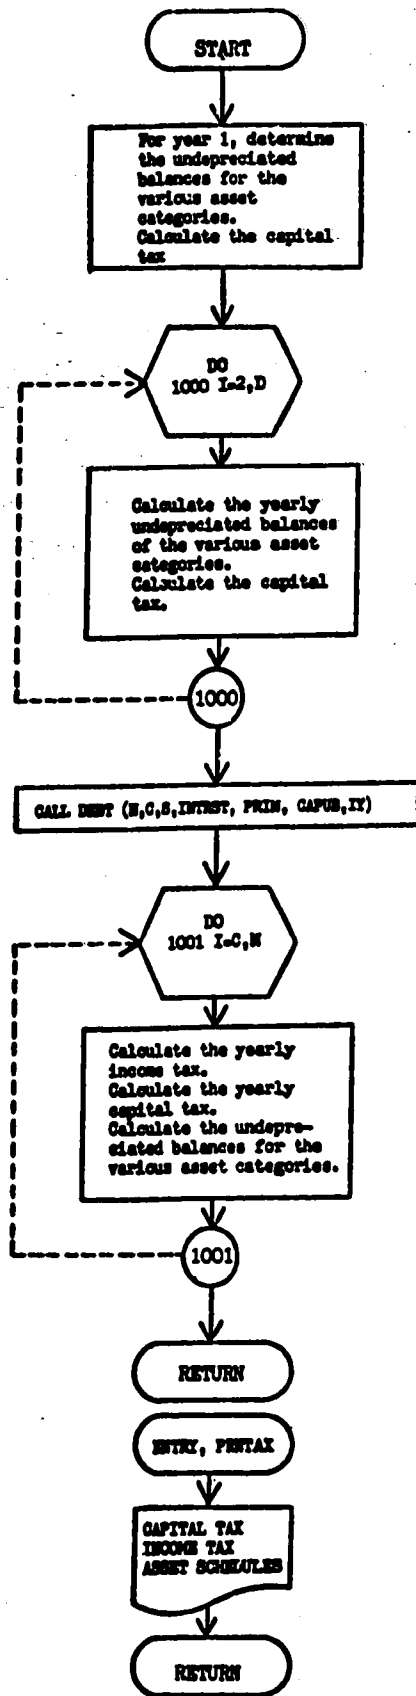 START
For year 1, determine
the undepreciated
balances for the
various asset
categories.
Calculate the capital
tax
DO
1000 I=2,D
Calculate the yearly
undepreciated balances
of the various asset
categories.
Calculate the capital
tax.
1000
CALL DEBT (N,C,S,INTRST, PRIN, CAPUB,IY)
DO
1001 I=C,N
Calculate the yearly
income tax.
Calculate the yearly
capital tax.
Calculate the undepre-
ciated balances for the
various asset categories.
1001
RETURN
ENTRY, PRNTAX
CAPITAL TAX
INCOME TAX
ASSET SCHEDULES
RETURN